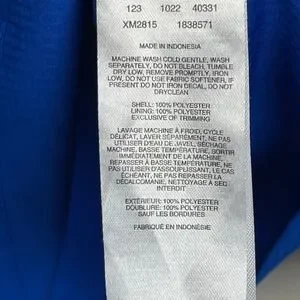 123 1022 40331
XM2815 1838571
MADE IN INDONESIA
MACHINE WASH COLD GENTLE, WASH
SEPARATELY, DO NOT BLEACH, TUMBLE
DRY LOW, REMOVE PROMPTLY, IRON
LOW, DO NOT USE FABRIC SOFTENER, IF
PRESENT DO NOT IRON DECAL, DO NOT
DRYCLEAN
SHELL: 100% POLYESTER
LINING: 100% POLYESTER
EXCLUSIVE OF TRIMMING
LAVAGE MACHINE À FROID, CYCLE
DÉLICAT, LAVER SÉPARÉMENT, NE PAS
UTILISER D'EAU DE JAVEL, SÉCHAGE
MACHINE, BASSE TEMPÉRATURE, SORTIR
IMMÉDIATEMENT DE LA MACHINE,
REPASSER À BASSE TEMPÉRATURE, NE PAS
UTILISER D'ASSOUPLISSANT, LE CAS
ÉCHÉANT NE PAS REPASSER LA
DÉCALCOMANIE, NETTOYAGE À SEC
INTERDIT
EXTÉRIEUR: 100% POLYESTER
DOUBLURE: 100% POLYESTER
SAUF LES BORDURES
FABRIQUÉ EN INDONÉSIE